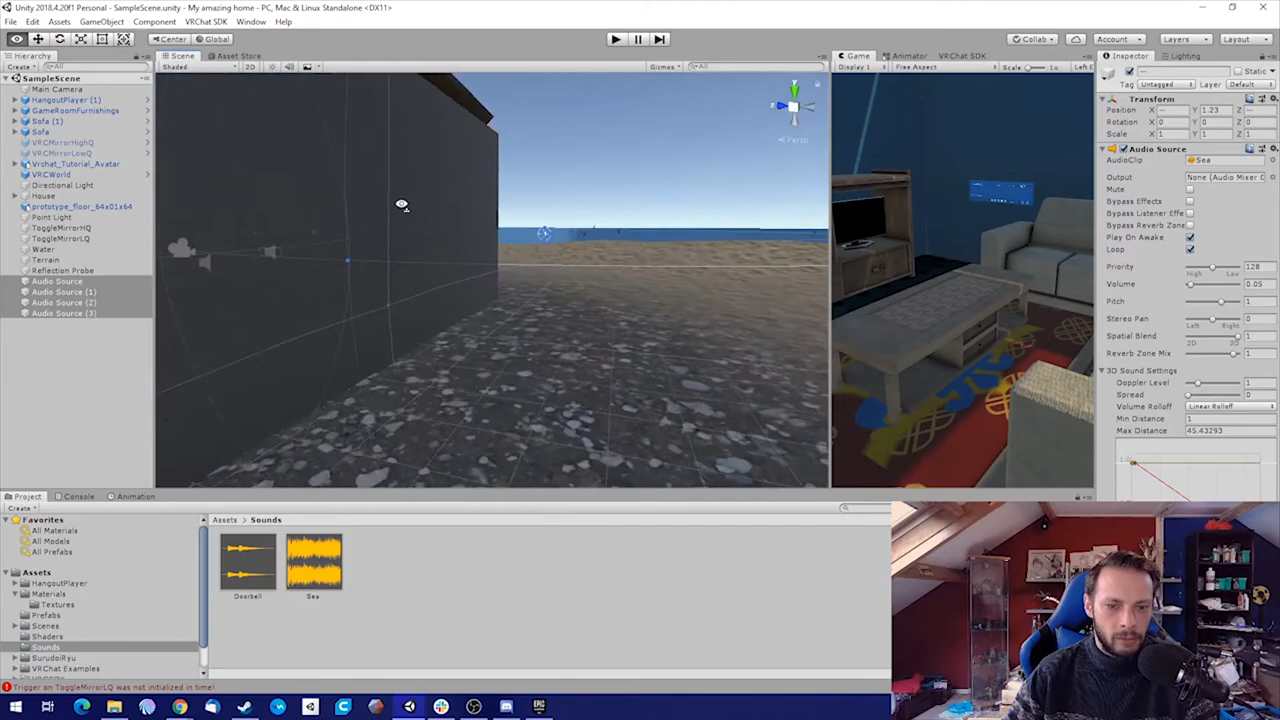 Unity 2018.4.20f1 Personal - SampleScene.unity - My amazing home - PC, Mac & Linux Standalone <DX11>
File Edit Assets GameObject Component VRChat SDK Window Help
Center Global Collab Account Layers Layout
Hierarchy Scene Asset Store Game Animator VRChat SDK Inspector Lighting
Create All Shaded 2D Gizmos All Display 1 Free Aspect Scale 1x Left E
Static
Tag Untagged Layer Default
SampleScene
Main Camera
HangoutPlayer (1)
GameRoomFurnishings
Sofa (1)
Sofa
VRCMirrorHighQ
VRCMirrorLowQ
Vrchat_Tutorial_Avatar
VRCWorld
Directional Light
House
prototype_floor_64x01x64
Point Light
ToggleMirrorHQ
ToggleMirrorLQ
Water
Terrain
Reflection Probe
Audio Source
Audio Source (1)
Audio Source (2)
Audio Source (3)
y
z
Persp
Transform
Position X — Y 1.23 Z —
Rotation X 0 Y 0 Z 0
Scale X 1 Y 1 Z 1
Audio Source
AudioClip Sea
Output None (Audio Mixer G
Mute
Bypass Effects
Bypass Listener Effe
Bypass Reverb Zone
Play On Awake
Loop
Priority 128
High Low
Volume 0.05
Pitch 1
Stereo Pan 0
Left Right
Spatial Blend 1
2D 3D
Reverb Zone Mix 1
3D Sound Settings
Doppler Level 1
Spread 0
Volume Rolloff Linear Rolloff
Min Distance 1
Max Distance 45.43293
1.0
Project Console Animation
Create
Favorites
All Materials
All Models
All Prefabs
Assets
HangoutPlayer
Materials
Textures
Prefabs
Scenes
Shaders
Sounds
SurudoiRyu
VRChat Examples
Assets > Sounds
Doorbell Sea
Trigger on ToggleMirrorLQ was not initialized in time!